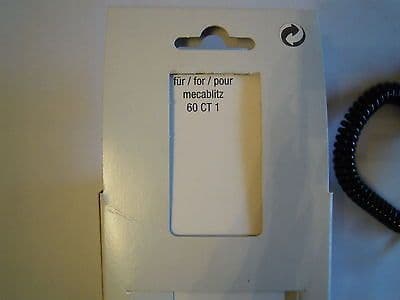 für / for / pour
mecablitz
60 CT 1